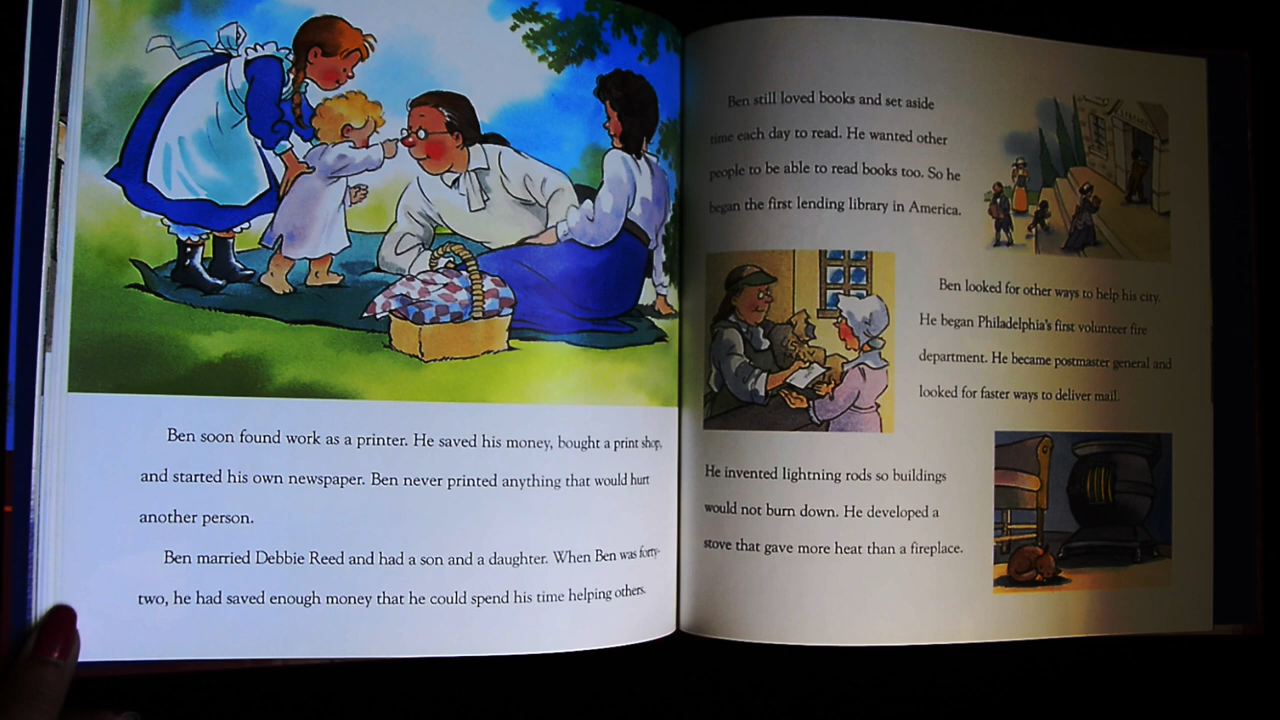 Ben soon found work as a printer. He saved his money, bought a print shop,
and started his own newspaper. Ben never printed anything that would hurt
another person.
Ben married Debbie Reed and had a son and a daughter. When Ben was forty-
two, he had saved enough money that he could spend his time helping others.
Ben still loved books and set aside
time each day to read. He wanted other
people to be able to read books too. So he
began the first lending library in America.
Ben looked for other ways to help his city.
He began Philadelphia's first volunteer fire
department. He became postmaster general and
looked for faster ways to deliver mail.
He invented lightning rods so buildings
would not burn down. He developed a
stove that gave more heat than a fireplace.